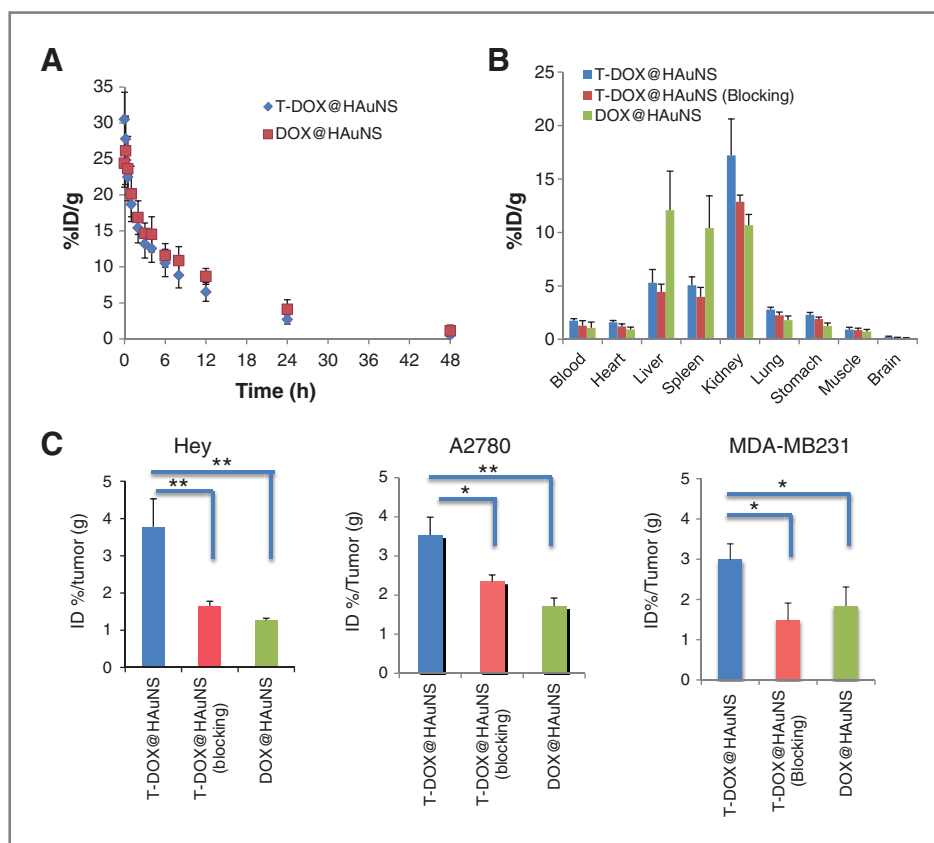 A
35
30
25
20
15
10
5
0
%ID/g
T-DOX@HAuNS
DOX@HAuNS
0 6 12 18 24 30 36 42 48
Time (h)
B
25
20
15
10
5
0
%ID/g
T-DOX@HAuNS
T-DOX@HAuNS (Blocking)
DOX@HAuNS
Blood
Heart
Liver
Spleen
Kidney
Lung
Stomach
Muscle
Brain
C
Hey
**
**
5
4
3
2
1
0
ID %/tumor (g)
T-DOX@HAuNS
T-DOX@HAuNS
(blocking)
DOX@HAuNS
A2780
**
*
5
4
3
2
1
0
ID %/Tumor (g)
T-DOX@HAuNS
T-DOX@HAuNS
(blocking)
DOX@HAuNS
MDA-MB231
*
*
5
4
3
2
1
0
ID%/Tumor (g)
T-DOX@HAuNS
T-DOX@HAuNS
(Blocking)
DOX@HAuNS